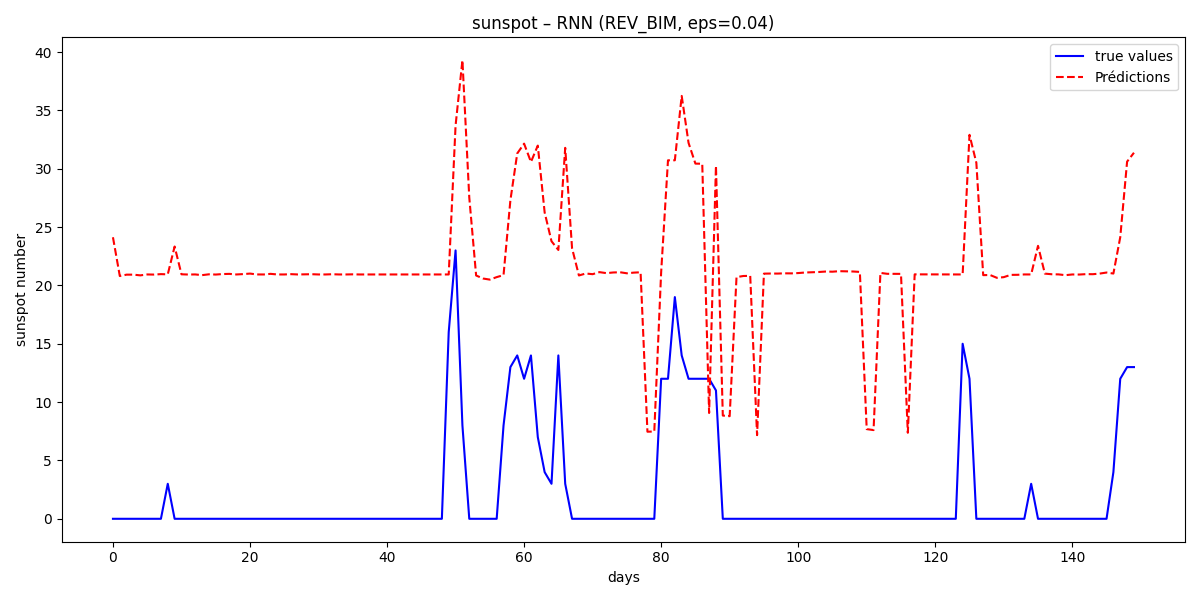 sunspot – RNN (REV_BIM, eps=0.04)
true values
Prédictions
sunspot number
40
35
30
25
20
15
10
5
0
0 20 40 60 80 100 120 140
days